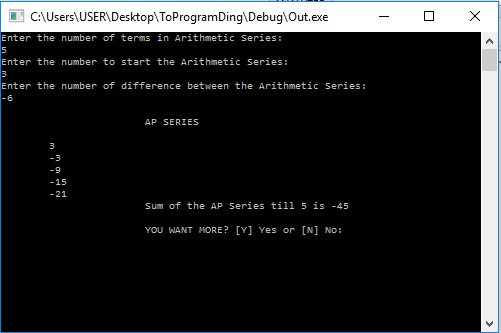 C:\Users\USER\Desktop\ToProgramDing\Debug\Out.exe
Enter the number of terms in Arithmetic Series:
5
Enter the number to start the Arithmetic Series:
3
Enter the number of difference between the Arithmetic Series:
-6
AP SERIES
3
-3
-9
-15
-21
Sum of the AP Series till 5 is -45
YOU WANT MORE? [Y] Yes or [N] No: